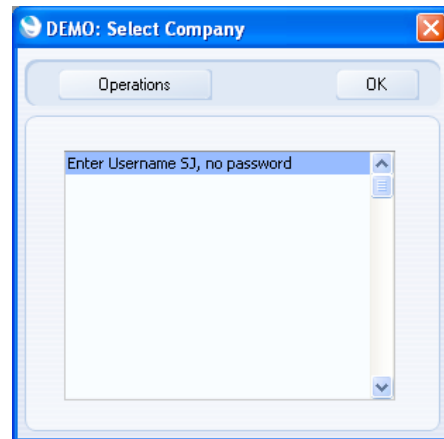 DEMO: Select Company
Operations
OK
Enter Username SJ, no password